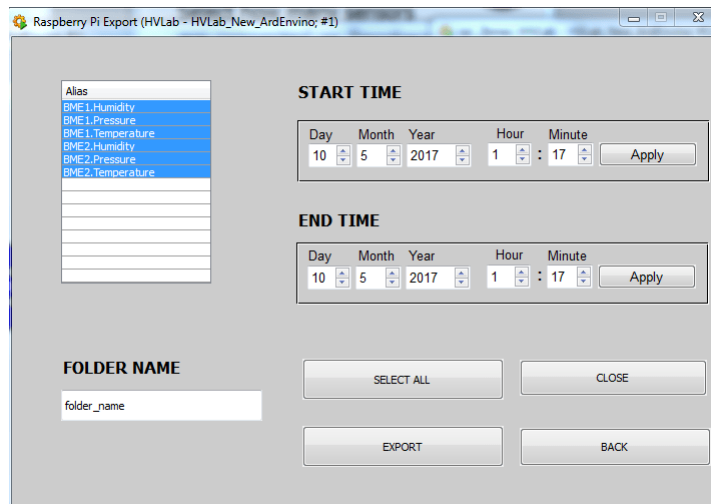 Raspberry Pi Export (HVLab - HVLab_New_ArdEnvino; #1)
Alias
BME1.Humidity
BME1.Pressure
BME1.Temperature
BME2.Humidity
BME2.Pressure
BME2.Temperature
START TIME
Day Month Year Hour Minute
10 5 2017 1 : 17 Apply
END TIME
Day Month Year Hour Minute
10 5 2017 1 : 17 Apply
FOLDER NAME
folder_name
SELECT ALL CLOSE
EXPORT BACK